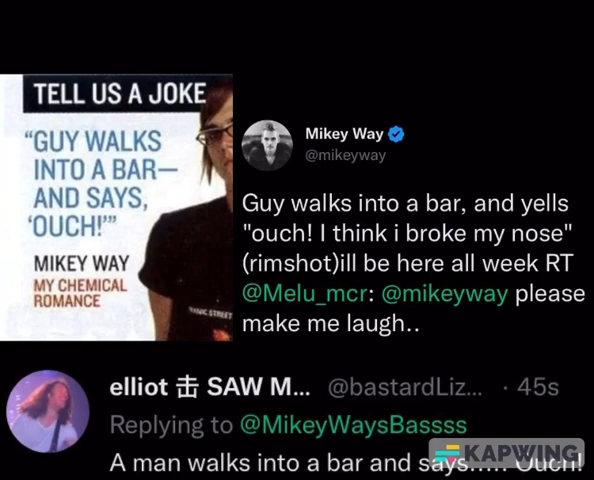 TELL US A JOKE
“GUY WALKS
INTO A BAR—
AND SAYS,
‘OUCH!’”
MIKEY WAY
MY CHEMICAL
ROMANCE
MANIC STREET
Mikey Way
@mikeyway
Guy walks into a bar, and yells
"ouch! I think i broke my nose"
(rimshot)ill be here all week RT
@Melu_mcr: @mikeyway please
make me laugh..
elliot 击 SAW M... @bastardLiz... · 45s
Replying to @MikeyWaysBassss
A man walks into a bar and says..... Ouch!
KAPWING